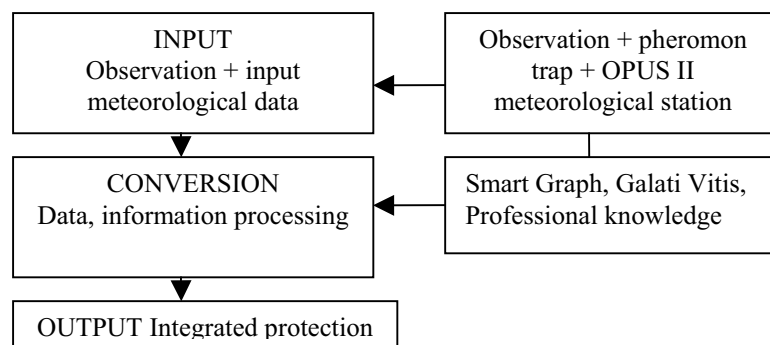 INPUT
Observation + input
meteorological data
Observation + pheromon
trap + OPUS II
meteorological station
CONVERSION
Data, information processing
Smart Graph, Galati Vitis,
Professional knowledge
OUTPUT Integrated protection